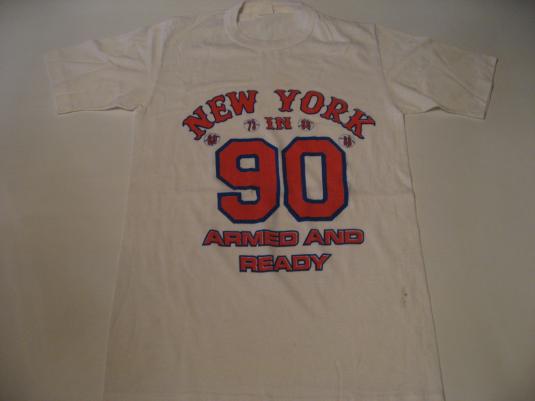 NEW YORK
IN
90
ARMED AND
READY